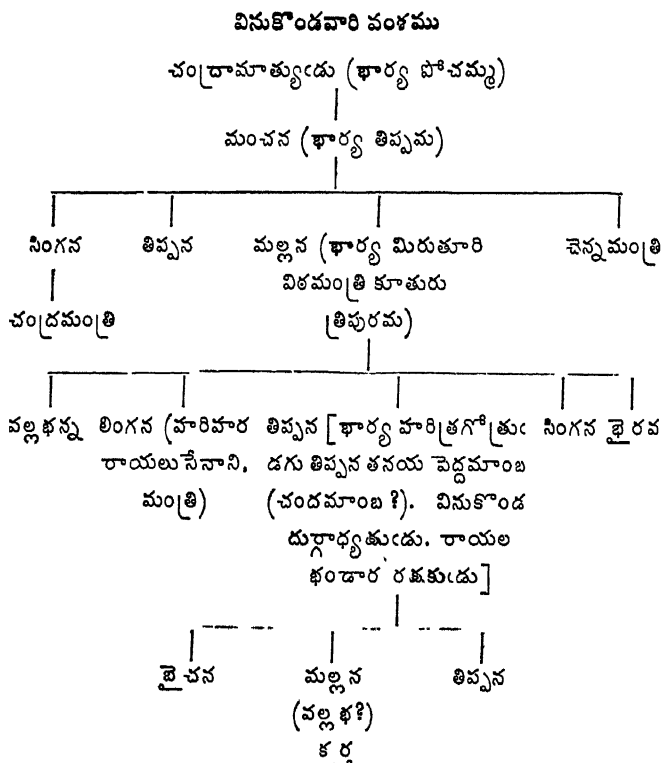 వినుకొండవారి వంశము
చంద్రామాత్యుఁడు (భార్య పోచమ్మ)
మంచన (భార్య తిప్పమ)
సింగన తిప్పన మల్లన (భార్య మిరుతూరి చెన్నమంత్రి
విఠమంత్రి కూతురు
చంద్రమంత్రి త్రిపురమ)
వల్లభన్న లింగన (హరిహర తిప్పన [భార్య హరిత్రగోత్రుఁ సింగన భైరవ
రాయలుసేనాని, డగు తిప్పన తనయ పెద్దమాంబ
మంత్రి) (చందమాంబ ?). వినుకొండ
దుర్గాధ్యక్షుఁడు. రాయల
భండార రక్షకుఁడు]
బైచన మల్లన తిప్పన
(వల్లభ?)
కర్త